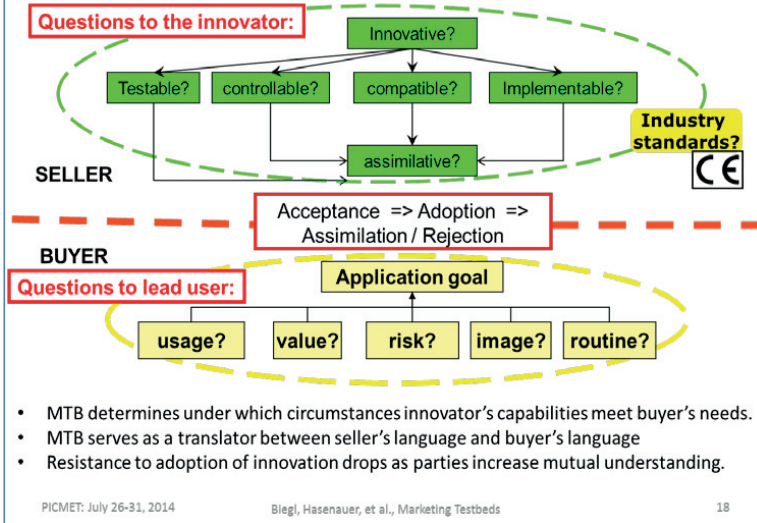 Questions to the innovator:
Innovative?
Testable?
controllable?
compatible?
Implementable?
Industry
standards?
CE
assimilative?
SELLER
Acceptance => Adoption =>
Assimilation / Rejection
BUYER
Questions to lead user:
Application goal
usage?
value?
risk?
image?
routine?
• MTB determines under which circumstances innovator's capabilities meet buyer's needs.
• MTB serves as a translator between seller's language and buyer's language
• Resistance to adoption of innovation drops as parties increase mutual understanding.
PICMET: July 26-31, 2014
Biegl, Hasenauer, et al., Marketing Testbeds
18